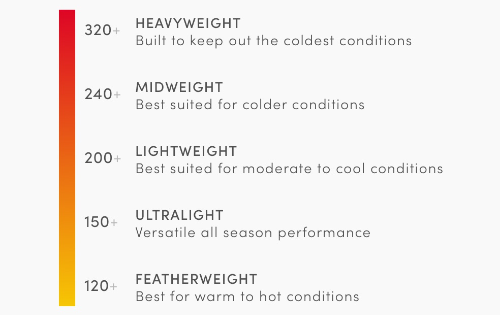 320+
HEAVYWEIGHT
Built to keep out the coldest conditions
240+
MIDWEIGHT
Best suited for colder conditions
200+
LIGHTWEIGHT
Best suited for moderate to cool conditions
150+
ULTRALIGHT
Versatile all season performance
120+
FEATHERWEIGHT
Best for warm to hot conditions